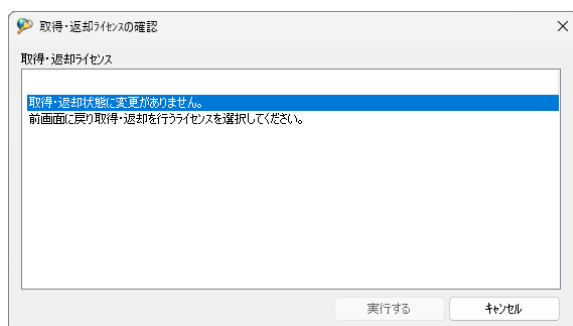 取得・返却ﾗｲｾﾝｽの確認
取得・返却ライセンス
取得・返却状態に変更がありません。
前画面に戻り取得・返却を行うライセンスを選択してください。
実行する
ｷｬﾝｾﾙ